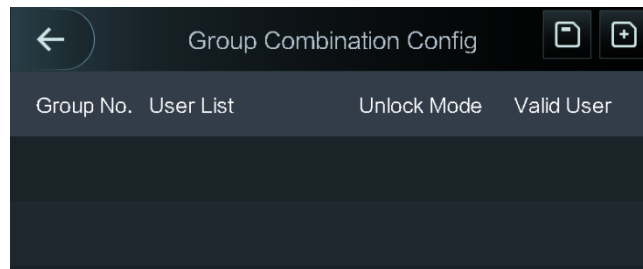 Group Combination Config
Group No. User List Unlock Mode Valid User